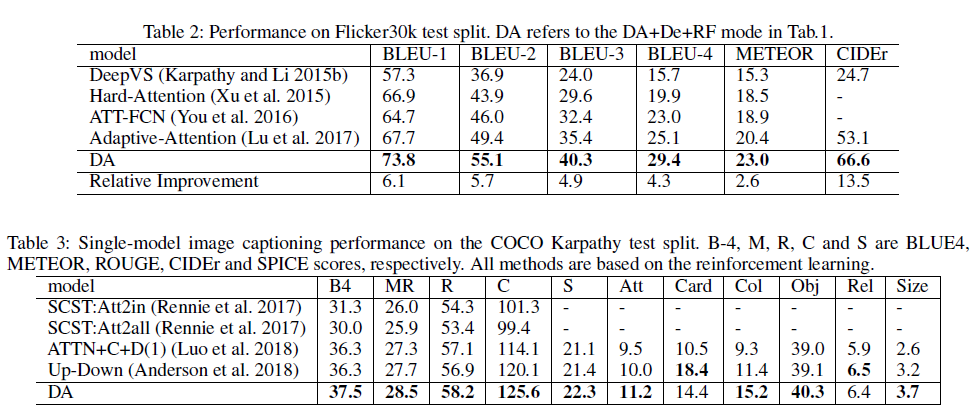 Table 2: Performance on Flicker30k test split. DA refers to the DA+De+RF mode in Tab.1.
model BLEU-1 BLEU-2 BLEU-3 BLEU-4 METEOR CIDEr
DeepVS (Karpathy and Li 2015b) 57.3 36.9 24.0 15.7 15.3 24.7
Hard-Attention (Xu et al. 2015) 66.9 43.9 29.6 19.9 18.5 -
ATT-FCN (You et al. 2016) 64.7 46.0 32.4 23.0 18.9 -
Adaptive-Attention (Lu et al. 2017) 67.7 49.4 35.4 25.1 20.4 53.1
DA 73.8 55.1 40.3 29.4 23.0 66.6
Relative Improvement 6.1 5.7 4.9 4.3 2.6 13.5
Table 3: Single-model image captioning performance on the COCO Karpathy test split. B-4, M, R, C and S are BLUE4,
METEOR, ROUGE, CIDEr and SPICE scores, respectively. All methods are based on the reinforcement learning.
model B4 MR R C S Att Card Col Obj Rel Size
SCST:Att2in (Rennie et al. 2017) 31.3 26.0 54.3 101.3 - - - - - - -
SCST:Att2all (Rennie et al. 2017) 30.0 25.9 53.4 99.4 - - - - - - -
ATTN+C+D(1) (Luo et al. 2018) 36.3 27.3 57.1 114.1 21.1 9.5 10.5 9.3 39.0 5.9 2.6
Up-Down (Anderson et al. 2018) 36.3 27.7 56.9 120.1 21.4 10.0 18.4 11.4 39.1 6.5 3.2
DA 37.5 28.5 58.2 125.6 22.3 11.2 14.4 15.2 40.3 6.4 3.7